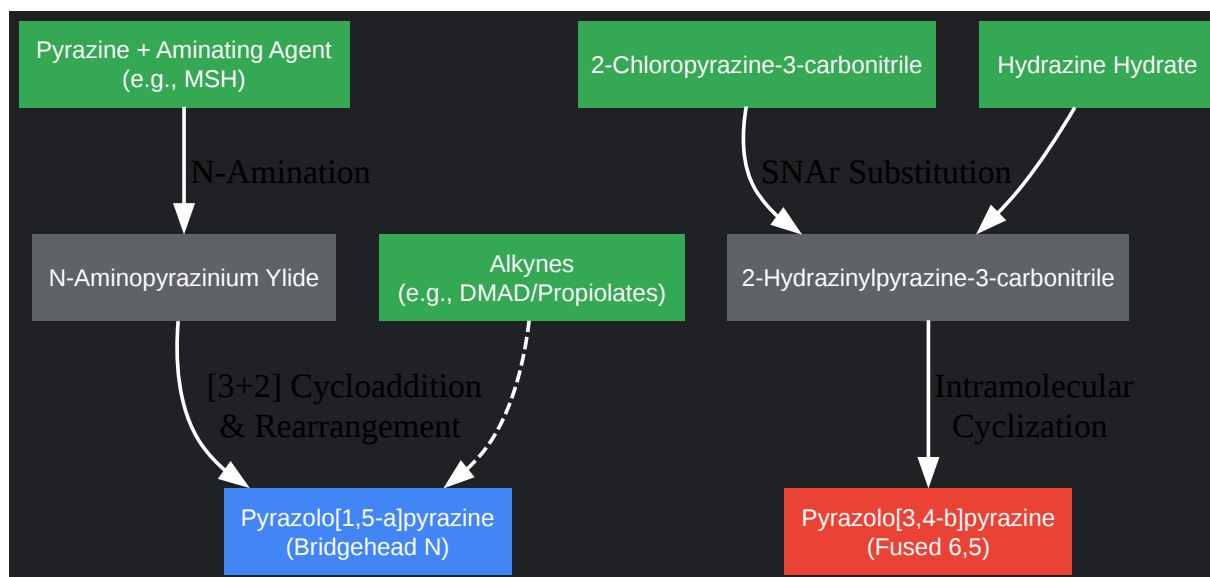 Pyrazine + Aminating Agent
(e.g., MSH)
2-Chloropyrazine-3-carbonitrile
Hydrazine Hydrate
N-Amination
SNAr Substitution
N-Aminopyrazinium Ylide
Alkynes
(e.g., DMAD/Propiolates)
2-Hydrazinylpyrazine-3-carbonitrile
[3+2] Cycloaddition
& Rearrangement
Intramolecular
Cyclization
Pyrazolo[1,5-a]pyrazine
(Bridgehead N)
Pyrazolo[3,4-b]pyrazine
(Fused 6,5)